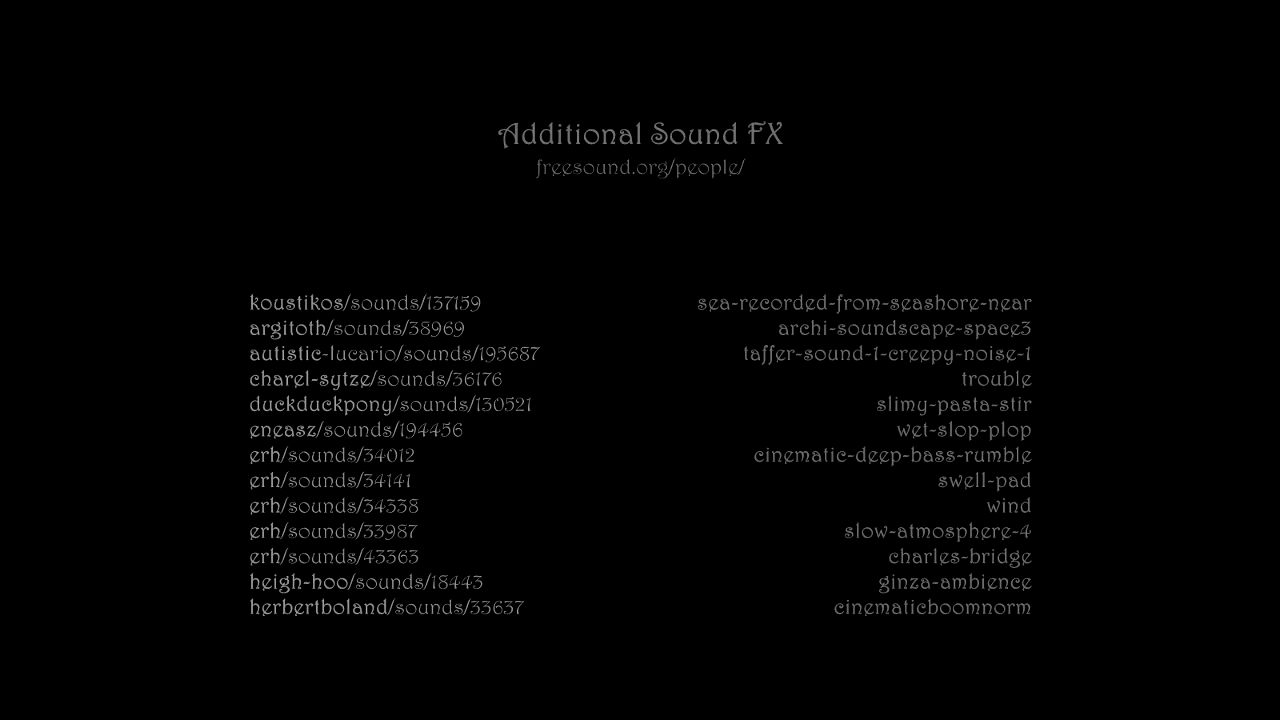 Additional Sound FX
freesound.org/people/
koustikos/sounds/137159 sea-recorded-from-seashore-near
argitoth/sounds/38969 archi-soundscape-space3
autistic-lucario/sounds/195687 taffer-sound-1-creepy-noise-1
charel-sytze/sounds/36176 trouble
duckduckpony/sounds/130521 slimy-pasta-stir
eneasz/sounds/194456 wet-slop-plop
erh/sounds/34012 cinematic-deep-bass-rumble
erh/sounds/34141 swell-pad
erh/sounds/34338 wind
erh/sounds/33987 slow-atmosphere-4
erh/sounds/43363 charles-bridge
heigh-hoo/sounds/18443 ginza-ambience
herbertboland/sounds/33637 cinematicboomnorm